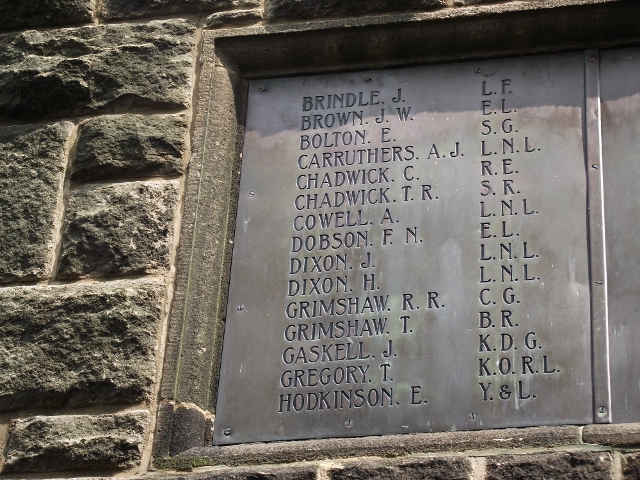 BRINDLE. J. L.F.
BROWN. J. W. E.L.
BOLTON. E. S.G.
CARRUTHERS. A.J. L.N.L.
CHADWICK. C. R.E.
CHADWICK. T.R. S.R.
COWELL. A. L.N.L.
DOBSON. F. N. E.L.
DIXON. J. L.N.L.
DIXON. H. L.N.L.
GRIMSHAW. R. R. C.G.
GRIMSHAW. T. B.R.
GASKELL. J. K.D.G.
GREGORY. T. K.O.R.L.
HODKINSON. E. Y.&L.